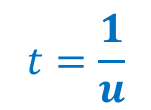 t = 1/u